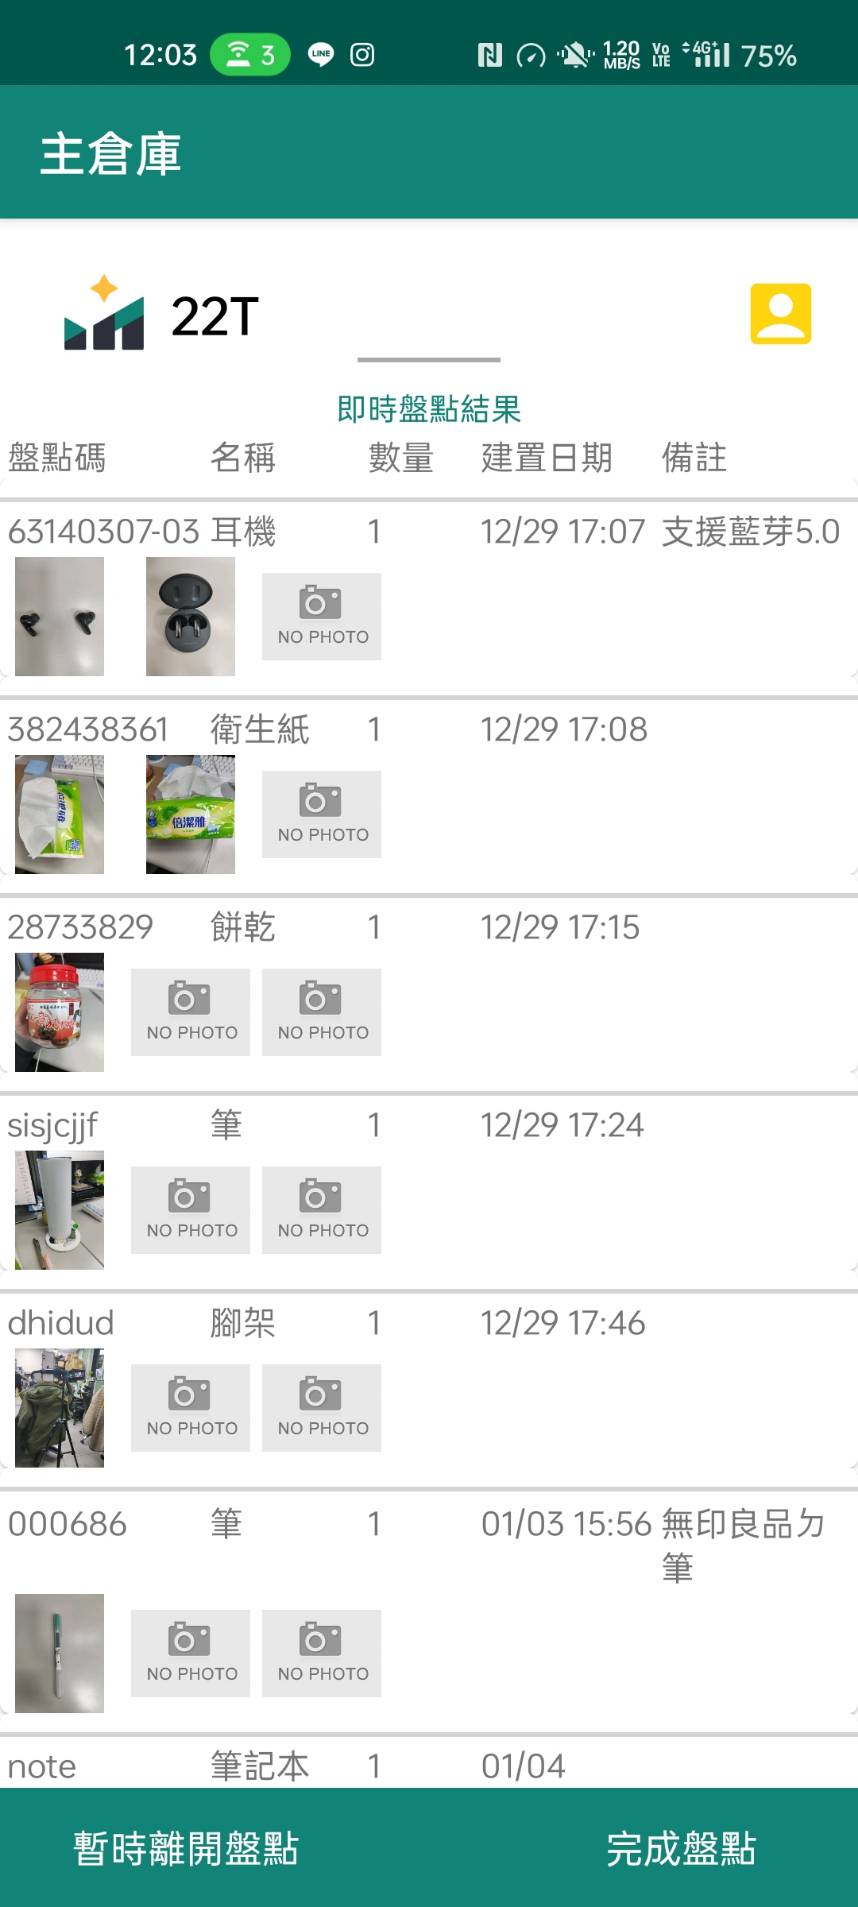 12:03 3 LINE 1.20 MB/S Vo LTE 4G+ 75%
主倉庫
22T
即時盤點結果
盤點碼 名稱 數量 建置日期 備註
63140307-03 耳機 1 12/29 17:07 支援藍芽5.0
NO PHOTO
382438361 衛生紙 1 12/29 17:08
倍潔雅
NO PHOTO
28733829 餅乾 1 12/29 17:15
NO PHOTO NO PHOTO
sisjcjjf 筆 1 12/29 17:24
NO PHOTO NO PHOTO
dhidud 腳架 1 12/29 17:46
NO PHOTO NO PHOTO
000686 筆 1 01/03 15:56 無印良品ㄉ
筆
NO PHOTO NO PHOTO
note 筆記本 1 01/04
暫時離開盤點 完成盤點